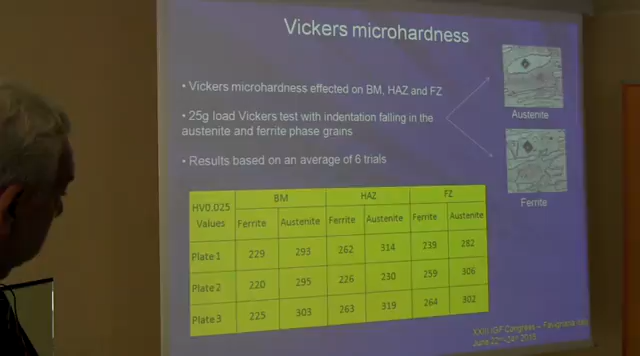 Vickers microhardness
• Vickers microhardness effected on BM, HAZ and FZ
• 25g load Vickers test with indentation falling in the
austenite and ferrite phase grains
• Results based on an average of 6 trials
Austenite
Ferrite
HV0.025 Values BM HAZ FZ
Ferrite Austenite Ferrite Austenite Ferrite Austenite
Plate 1 229 293 262 314 239 282
Plate 2 220 295 226 230 259 306
Plate 3 225 303 263 319 264 302
XXIII IGF Congress – Favignana
June 22nd-24th 2015